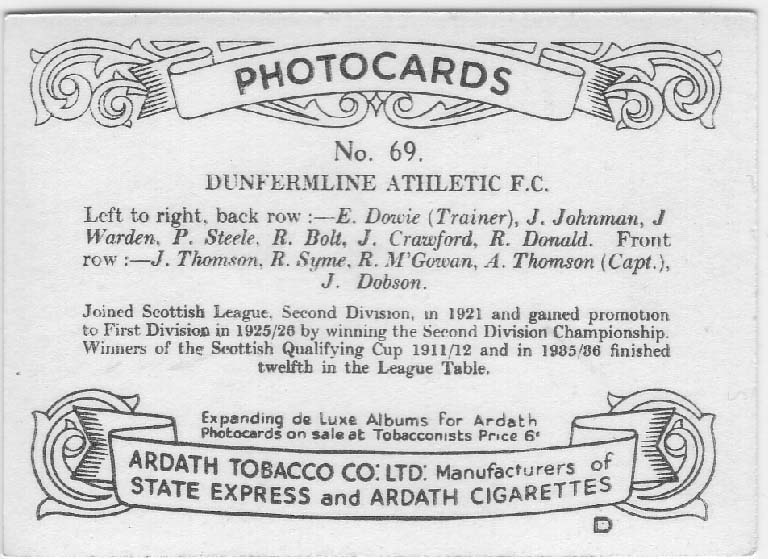 PHOTOCARDS
No. 69.
DUNFERMLINE ATHLETIC F.C.
Left to right, back row :—E. Dowie (Trainer), J. Johnman, J
Warden, P. Steele, R. Bolt, J. Crawford, R. Donald. Front
row :—J. Thomson, R. Syme, R. M'Gowan, A. Thomson (Capt.),
J. Dobson.
Joined Scottish League, Second Division, in 1921 and gained promotion
to First Division in 1925/26 by winning the Second Division Championship.
Winners of the Scottish Qualifying Cup 1911/12 and in 1935/36 finished
twelfth in the League Table.
Expanding de Luxe Albums for Ardath
Photocards on sale at Tobacconists Price 6ᵈ
ARDATH TOBACCO CO: LTD: Manufacturers of
STATE EXPRESS and ARDATH CIGARETTES
D